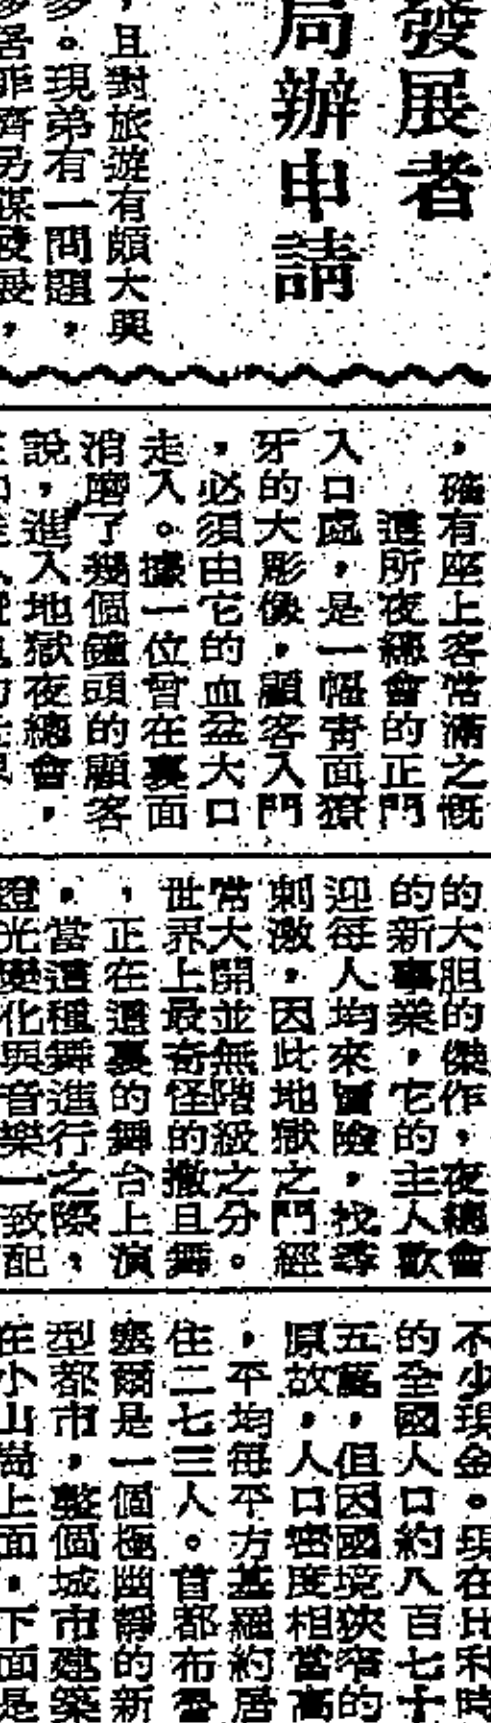 發展者
局辦申請
，且對旅遊有頗大興
多。現弟有一問題，
另謀發展，
，確有座上客常滿之慨
這所夜總會的正門
入口處，是一幅青面獠
牙的大彫像，顧客入門
，必須由它的血盆大口
走入。據一位曾在裏面
消磨了幾個鐘頭的顧客
說，進入地獄夜總會，
的大胆的傑作，夜總會
的新事業，它的主人歡
迎每人均來冒險，找尋
刺激，因此地獄之門經
常大開並無階級之分。
世界上最奇怪的撒旦舞
，正在這裏的舞台上演
，當這種舞進行之際，
燈光變化與音樂一致配
不少現金。現在比利時
的全國人口約八百七十
五萬，但因國境狹窄的
原故，人口密度相當高
，平均每平方基羅約居
住二七三人。首都布魯
塞爾是一個極幽靜的新
型都市，整個城市建築
在小山崗上面，下面是